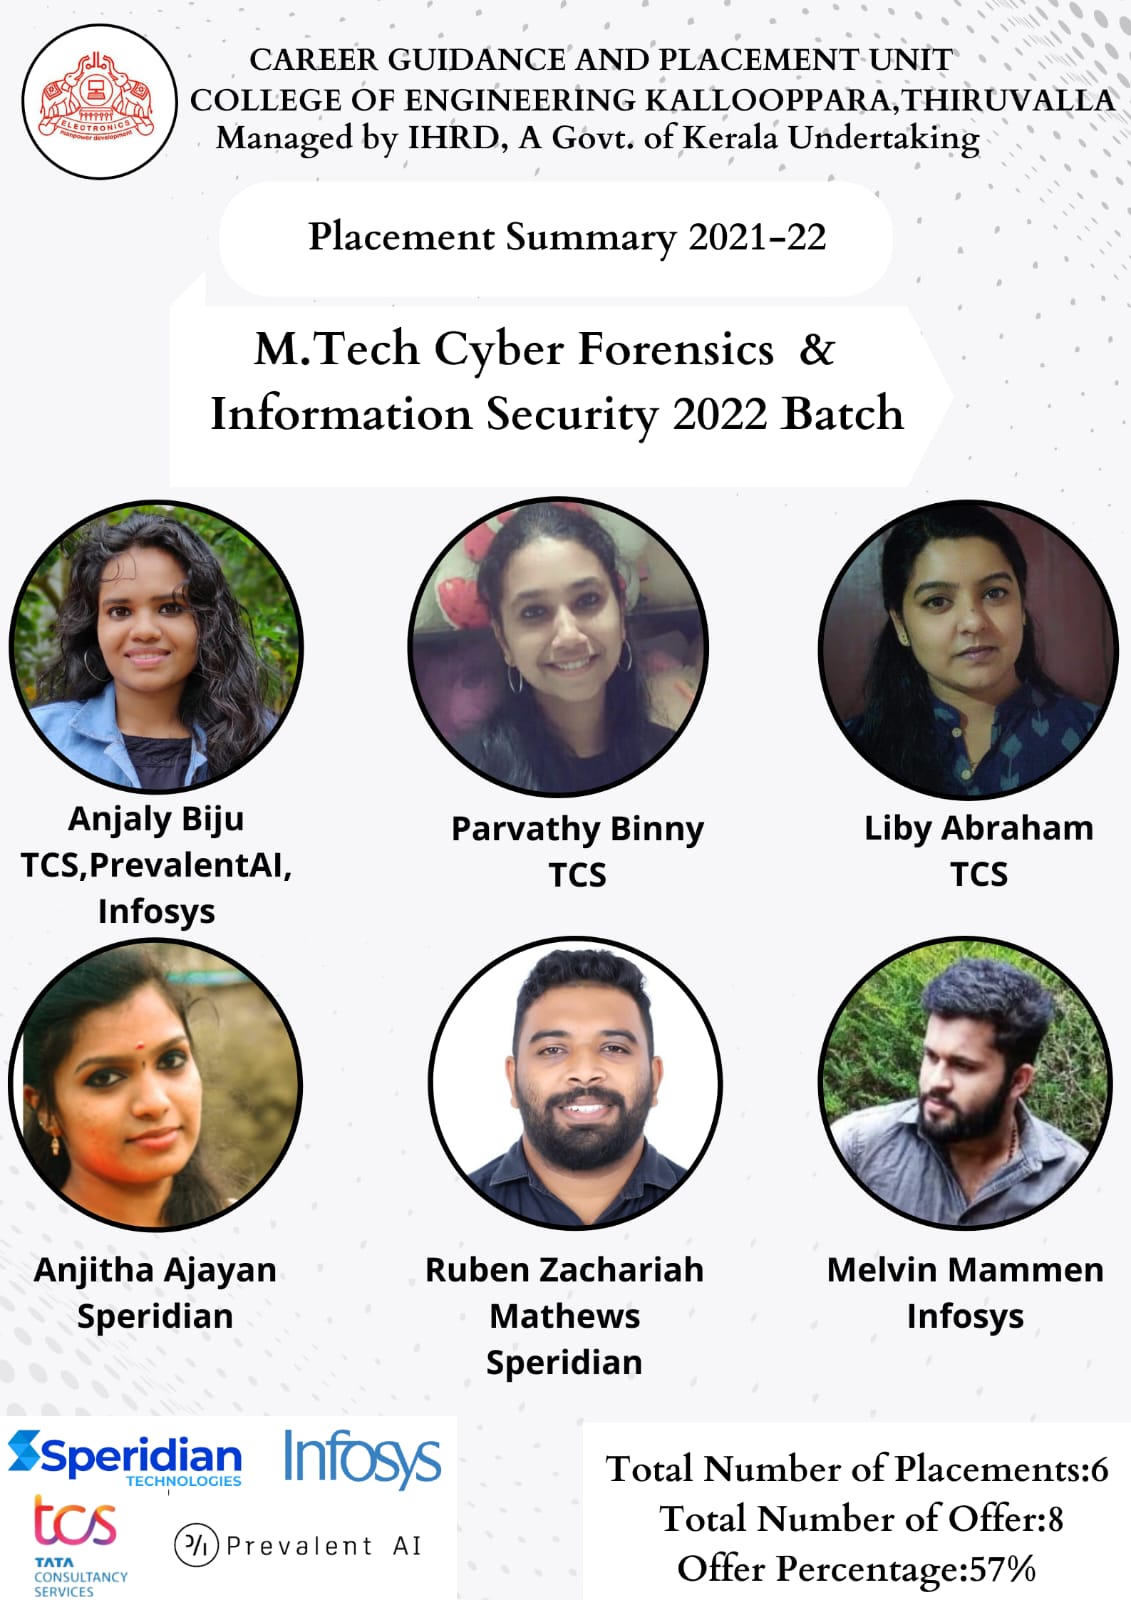 CAREER GUIDANCE AND PLACEMENT UNIT
COLLEGE OF ENGINEERING KALLOOPPARA,THIRUVALLA
Managed by IHRD, A Govt. of Kerala Undertaking
ELECTRONICS
manpower development
Placement Summary 2021-22
M.Tech Cyber Forensics &
Information Security 2022 Batch
Anjaly Biju
TCS,PrevalentAI,
Infosys
Parvathy Binny
TCS
Liby Abraham
TCS
Anjitha Ajayan
Speridian
Ruben Zachariah
Mathews
Speridian
Melvin Mammen
Infosys
Speridian
TECHNOLOGIES
Infosys
tcs
TATA
CONSULTANCY
SERVICES
Prevalent AI
Total Number of Placements:6
Total Number of Offer:8
Offer Percentage:57%